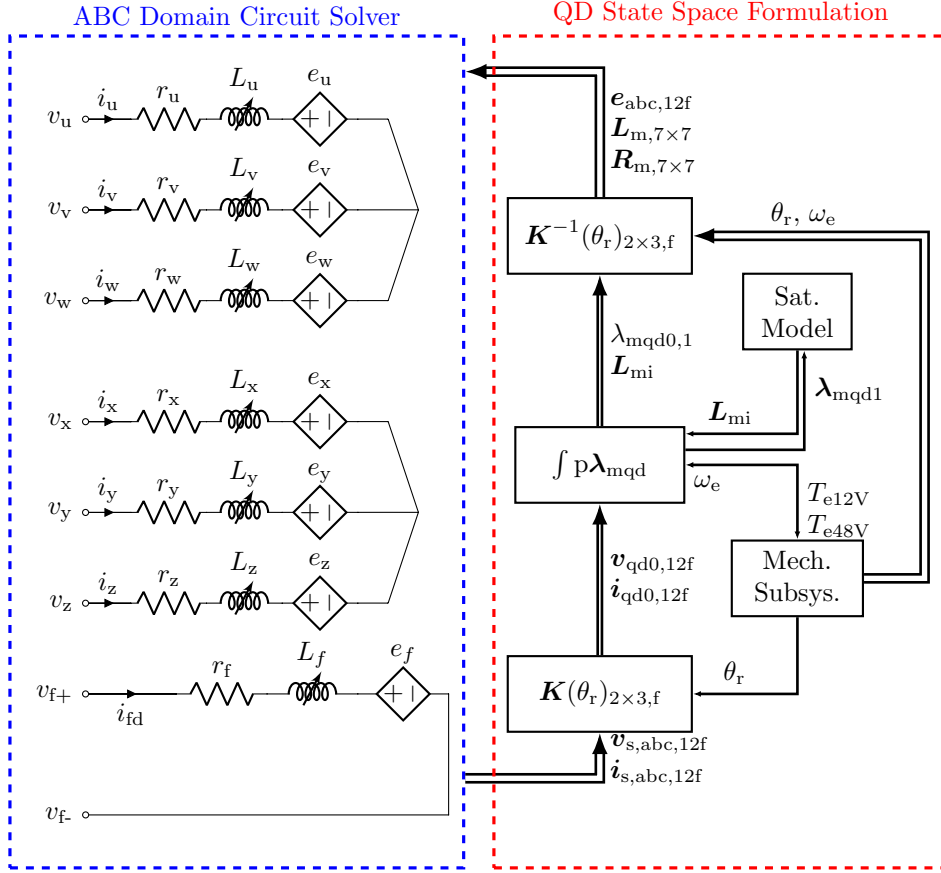 ABC Domain Circuit Solver
v_u i_u r_u L_u e_u
v_v i_v r_v L_v e_v
v_w i_w r_w L_w e_w
v_x i_x r_x L_x e_x
v_y i_y r_y L_y e_y
v_z i_z r_z L_z e_z
v_f+ i_fd r_f L_f e_f
v_f-
QD State Space Formulation
e_abc,12f
L_m,7×7
R_m,7×7
K^−1(θ_r)_2×3,f
θ_r, ω_e
Sat.
Model
λ_mqd0,1
L_mi
λ_mqd1
L_mi
∫ pλ_mqd
ω_e
T_e12V
T_e48V
Mech.
Subsys.
v_qd0,12f
i_qd0,12f
θ_r
K(θ_r)_2×3,f
v_s,abc,12f
i_s,abc,12f